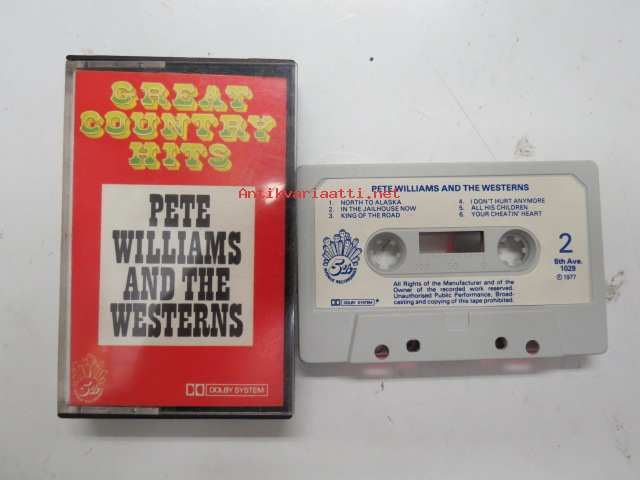 GREAT
COUNTRY
HITS
Antikvariaatti.net
PETE
WILLIAMS
AND THE
WESTERNS
5th
DOLBY SYSTEM
PETE WILLIAMS AND THE WESTERNS
1. NORTH TO ALASKA
2. IN THE JAILHOUSE NOW
3. KING OF THE ROAD
4. I DON'T HURT ANYMORE
5. ALL HIS CHILDREN
6. YOUR CHEATIN' HEART
5th
2
5th Ave.
1029
© 1977
DOLBY SYSTEM
All Rights of the Manufacturer and of the
Owner of the recorded work reserved.
Unauthorised Public Performance, Broad-
casting and copying of this tape prohibited.